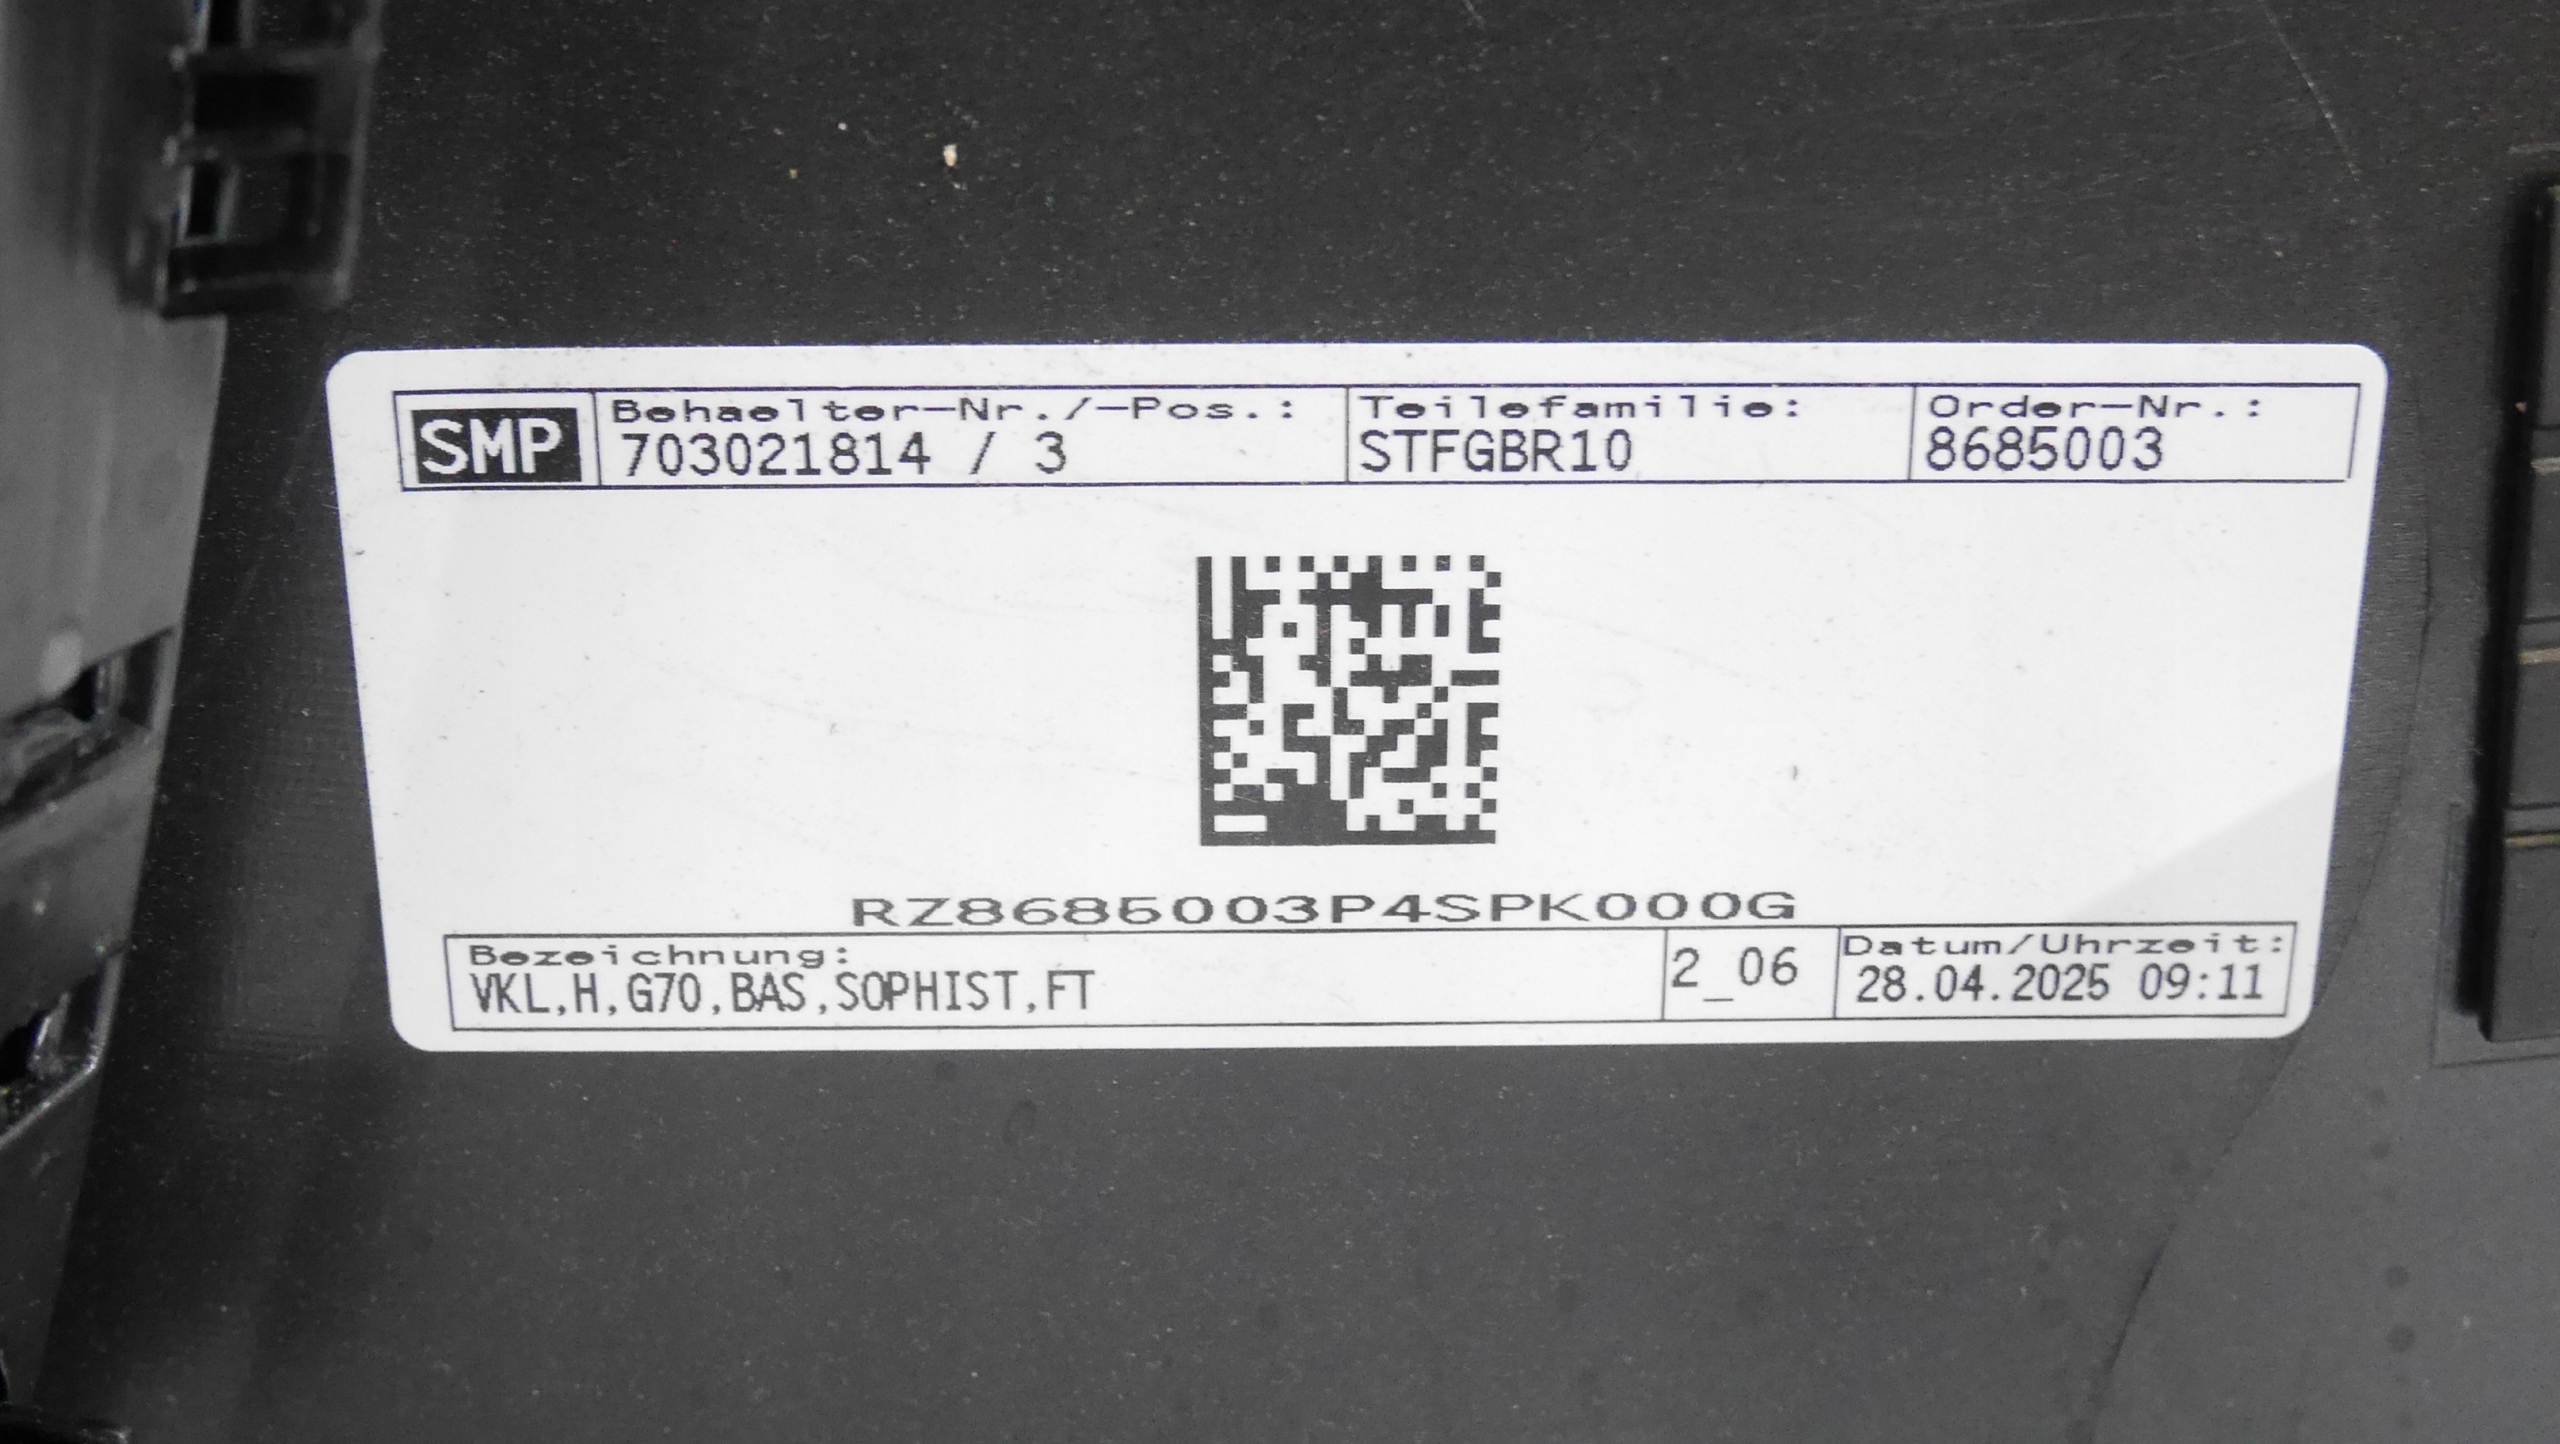 SMP
Behaelter-Nr./-Pos.: Teilefamilie: Order-Nr.:
703021814 / 3 STFGBR10 8685003
RZ8685003P4SPK000G
Bezeichnung: 2_06 Datum/Uhrzeit:
VKL,H,G70,BAS,SOPHIST,FT 28.04.2025 09:11